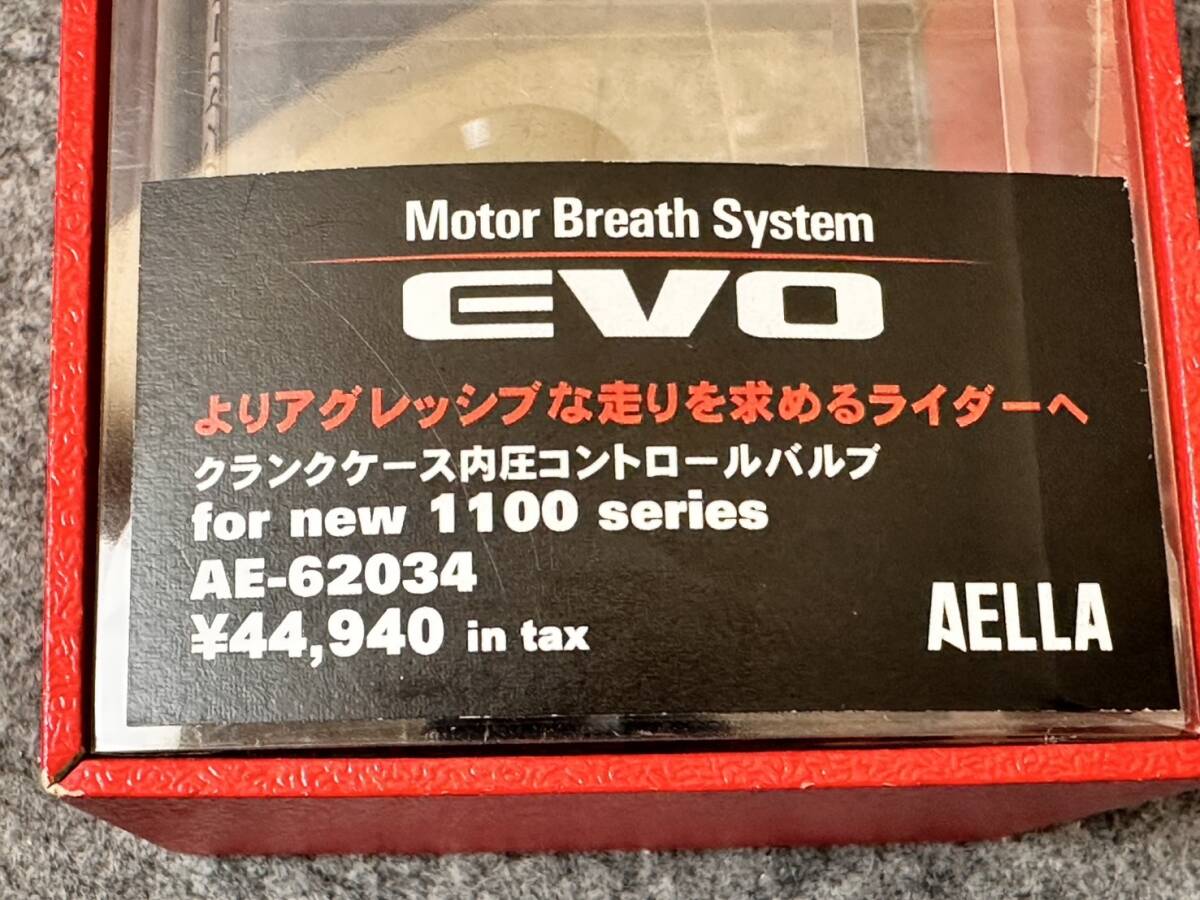 Motor Breath System
EVO
よりアグレッシブな走りを求めるライダーへ
クランクケース内圧コントロールバルブ
for new 1100 series
AE-62034
¥44,940 in tax
AELLA